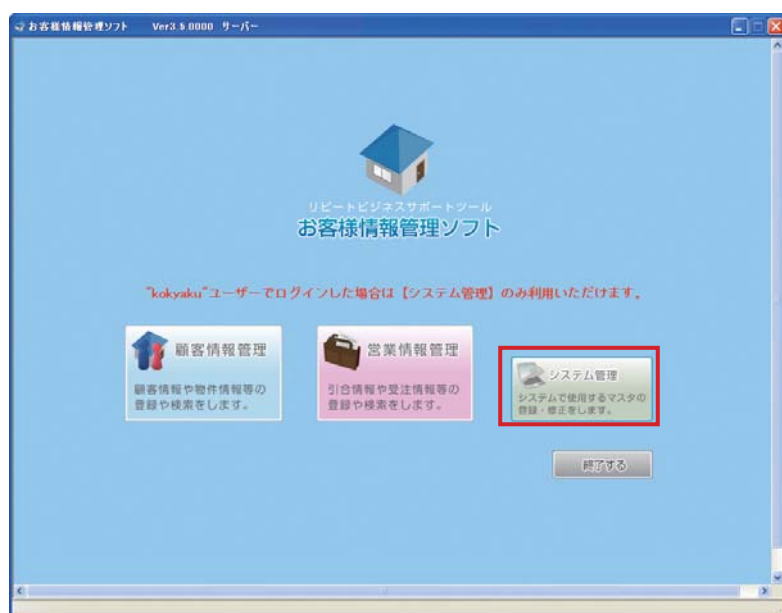 お客様情報管理ソフト Ver3.5.0000 サーバー
リピートビジネスサポートツール
お客様情報管理ソフト
"kokyaku"ユーザーでログインした場合は【システム管理】のみ利用いただけます。
顧客情報管理
顧客情報や物件情報等の
登録や検索をします。
営業情報管理
引合情報や受注情報等の
登録や検索をします。
システム管理
システムで使用するマスタの
登録・修正をします。
終了する